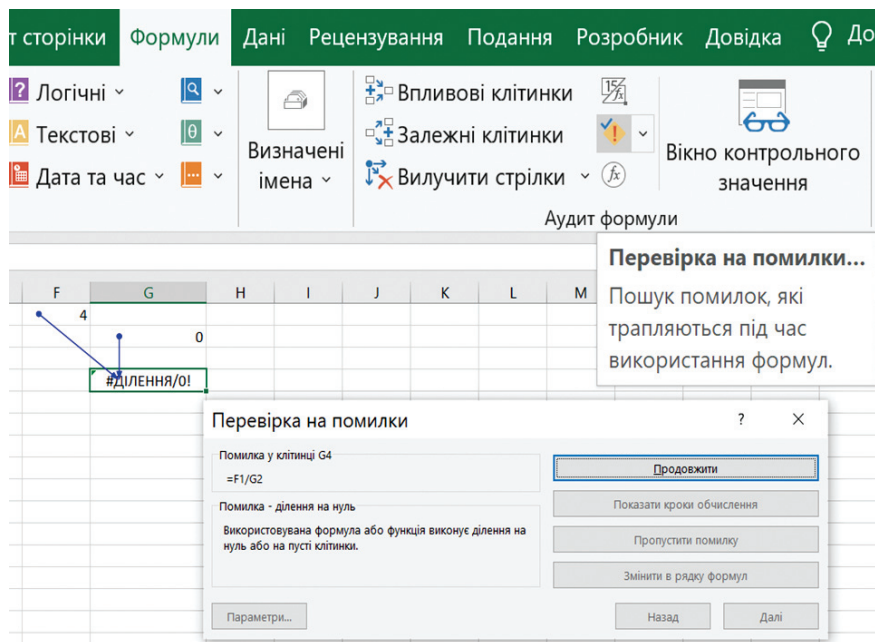 т сторінки Формули Дані Рецензування Подання Розробник Довідка До
Логічні
Текстові
Дата та час
Визначені
імена
Впливові клітинки
Залежні клітинки
Вилучити стрілки
Вікно контрольного
значення
Аудит формули
Перевірка на помилки...
Пошук помилок, які
трапляються під час
використання формул.
F G H I J K L M
4
0
#ДІЛЕННЯ/0!
Перевірка на помилки ? ×
Помилка у клітинці G4
=F1/G2
Помилка - ділення на нуль
Використовувана формула або функція виконує ділення на
нуль або на пусті клітинки.
Продовжити
Показати кроки обчислення
Пропустити помилку
Змінити в рядку формул
Параметри...
Назад Далі